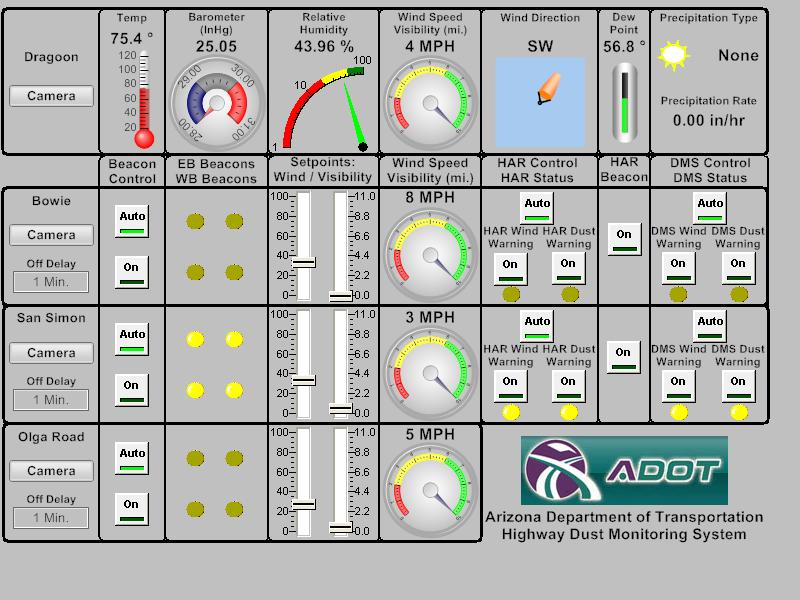 Dragoon
Camera
Temp
75.4 °
120
100
80
60
40
20
Barometer
(InHg)
25.05
29.00
30.00
28.00
31.00
Relative
Humidity
43.96 %
100
10
1
Wind Speed
Visibility (mi.)
4 MPH
Wind Direction
SW
Dew
Point
56.8 °
Precipitation Type
None
Precipitation Rate
0.00 in/hr
Beacon
Control
EB Beacons
WB Beacons
Setpoints:
Wind / Visibility
Wind Speed
Visibility (mi.)
HAR Control
HAR Status
HAR
Beacon
DMS Control
DMS Status
Bowie
Camera
Off Delay
1 Min.
Auto
On
100
80
60
40
20
0
11.0
8.8
6.6
4.4
2.2
0.0
8 MPH
Auto
HAR Wind
Warning
HAR Dust
Warning
On
On
On
Auto
DMS Wind
Warning
DMS Dust
Warning
On
On
San Simon
Camera
Off Delay
1 Min.
Auto
On
100
80
60
40
20
0
11.0
8.8
6.6
4.4
2.2
0.0
3 MPH
Auto
HAR Wind
Warning
HAR Dust
Warning
On
On
On
Auto
DMS Wind
Warning
DMS Dust
Warning
On
On
Olga Road
Camera
Off Delay
1 Min.
Auto
On
100
80
60
40
20
0
11.0
8.8
6.6
4.4
2.2
0.0
5 MPH
ADOT
Arizona Department of Transportation
Highway Dust Monitoring System